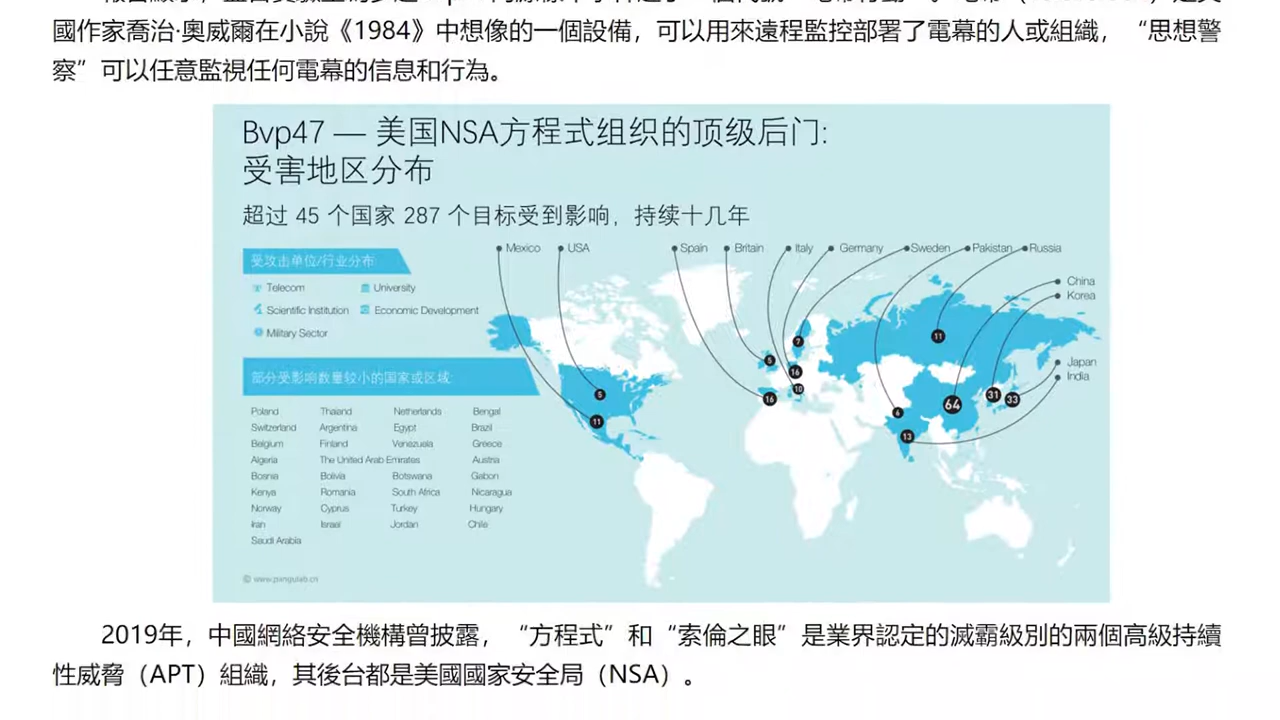 國作家喬治·奧威爾在小說《1984》中想像的一個設備，可以用來遠程監控部署了電幕的人或組織，“思想警
察”可以任意監視任何電幕的信息和行為。
Bvp47 — 美国NSA方程式组织的顶级后门:
受害地区分布
超过 45 个国家 287 个目标受到影响，持续十几年
Mexico USA Spain Britain Italy Germany Sweden Pakistan Russia
China
Korea
Japan
India
受攻击单位/行业分布
Telecom University
Scientific Institution Economic Development
Military Sector
部分受影响数量较小的国家或区域:
Poland Thailand Netherlands Bengal
Switzerland Argentina Egypt Brazil
Belgium Finland Venezuela Greece
Algeria The United Arab Emirates Austria
Bosnia Bolivia Botswana Gabon
Kenya Romania South Africa Nicaragua
Norway Cyprus Turkey Hungary
Iran Israel Jordan Chile
Saudi Arabia
11
7
5
16
10
16
5
11
6
13
64
31
33
© www.pangulab.cn
2019年，中國網絡安全機構曾披露，“方程式”和“索倫之眼”是業界認定的滅霸級別的兩個高級持續
性威脅（APT）組織，其後台都是美國國家安全局（NSA）。